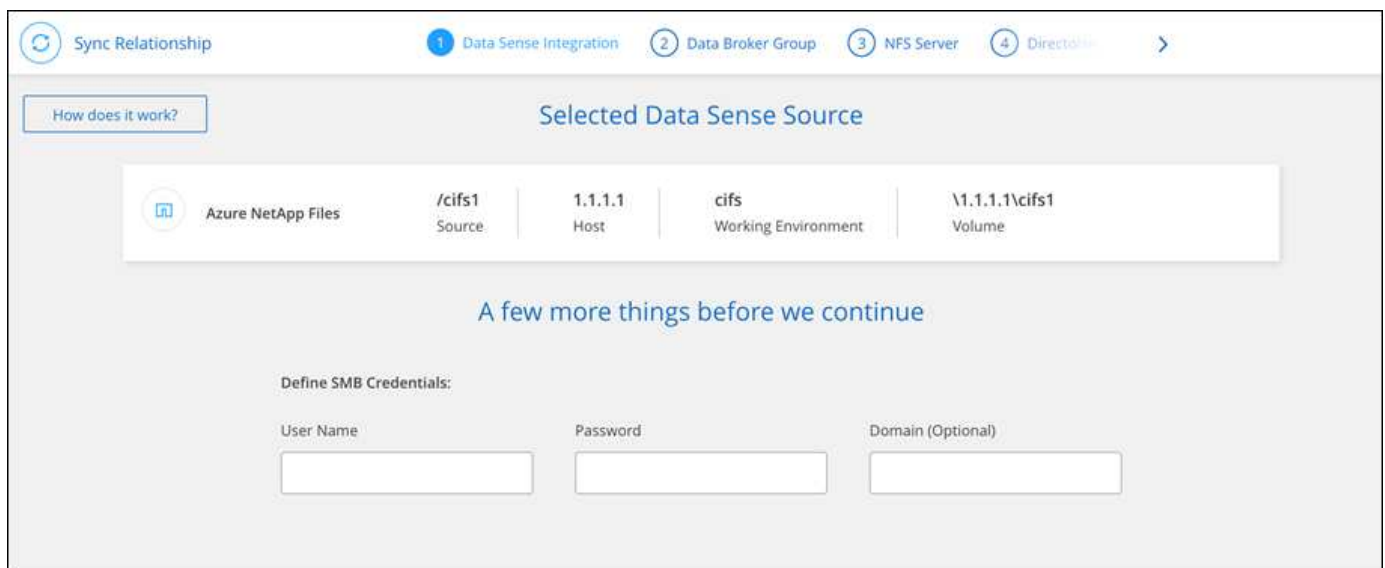 Sync Relationship
1 Data Sense Integration
2 Data Broker Group
3 NFS Server
4
How does it work?
Selected Data Sense Source
Azure NetApp Files
/cifs1
Source
1.1.1.1
Host
cifs
Working Environment
\1.1.1.1\cifs1
Volume
A few more things before we continue
Define SMB Credentials:
User Name
Password
Domain (Optional)